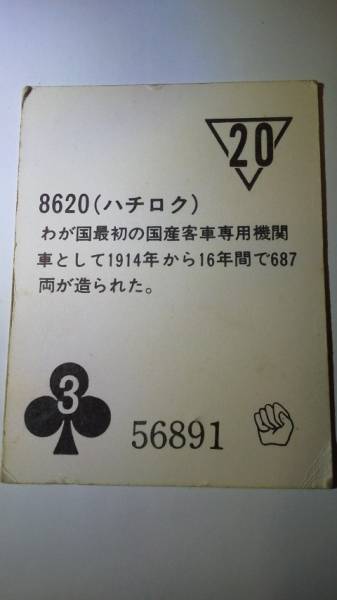 20
8620(ハチロク)
わが国最初の国産客車専用機関
車として1914年から16年間で687
両が造られた。
3
56891